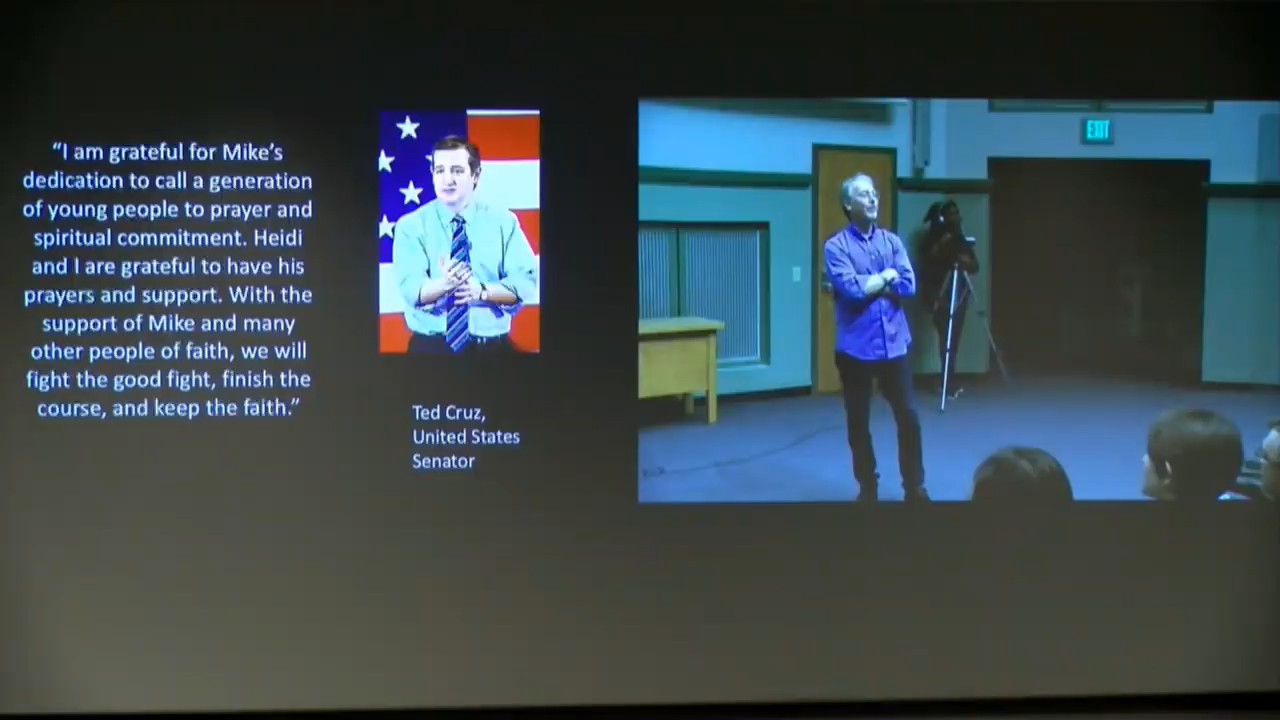 “I am grateful for Mike’s
dedication to call a generation
of young people to prayer and
spiritual commitment. Heidi
and I are grateful to have his
prayers and support. With the
support of Mike and many
other people of faith, we will
fight the good fight, finish the
course, and keep the faith.”
Ted Cruz,
United States
Senator
EXIT